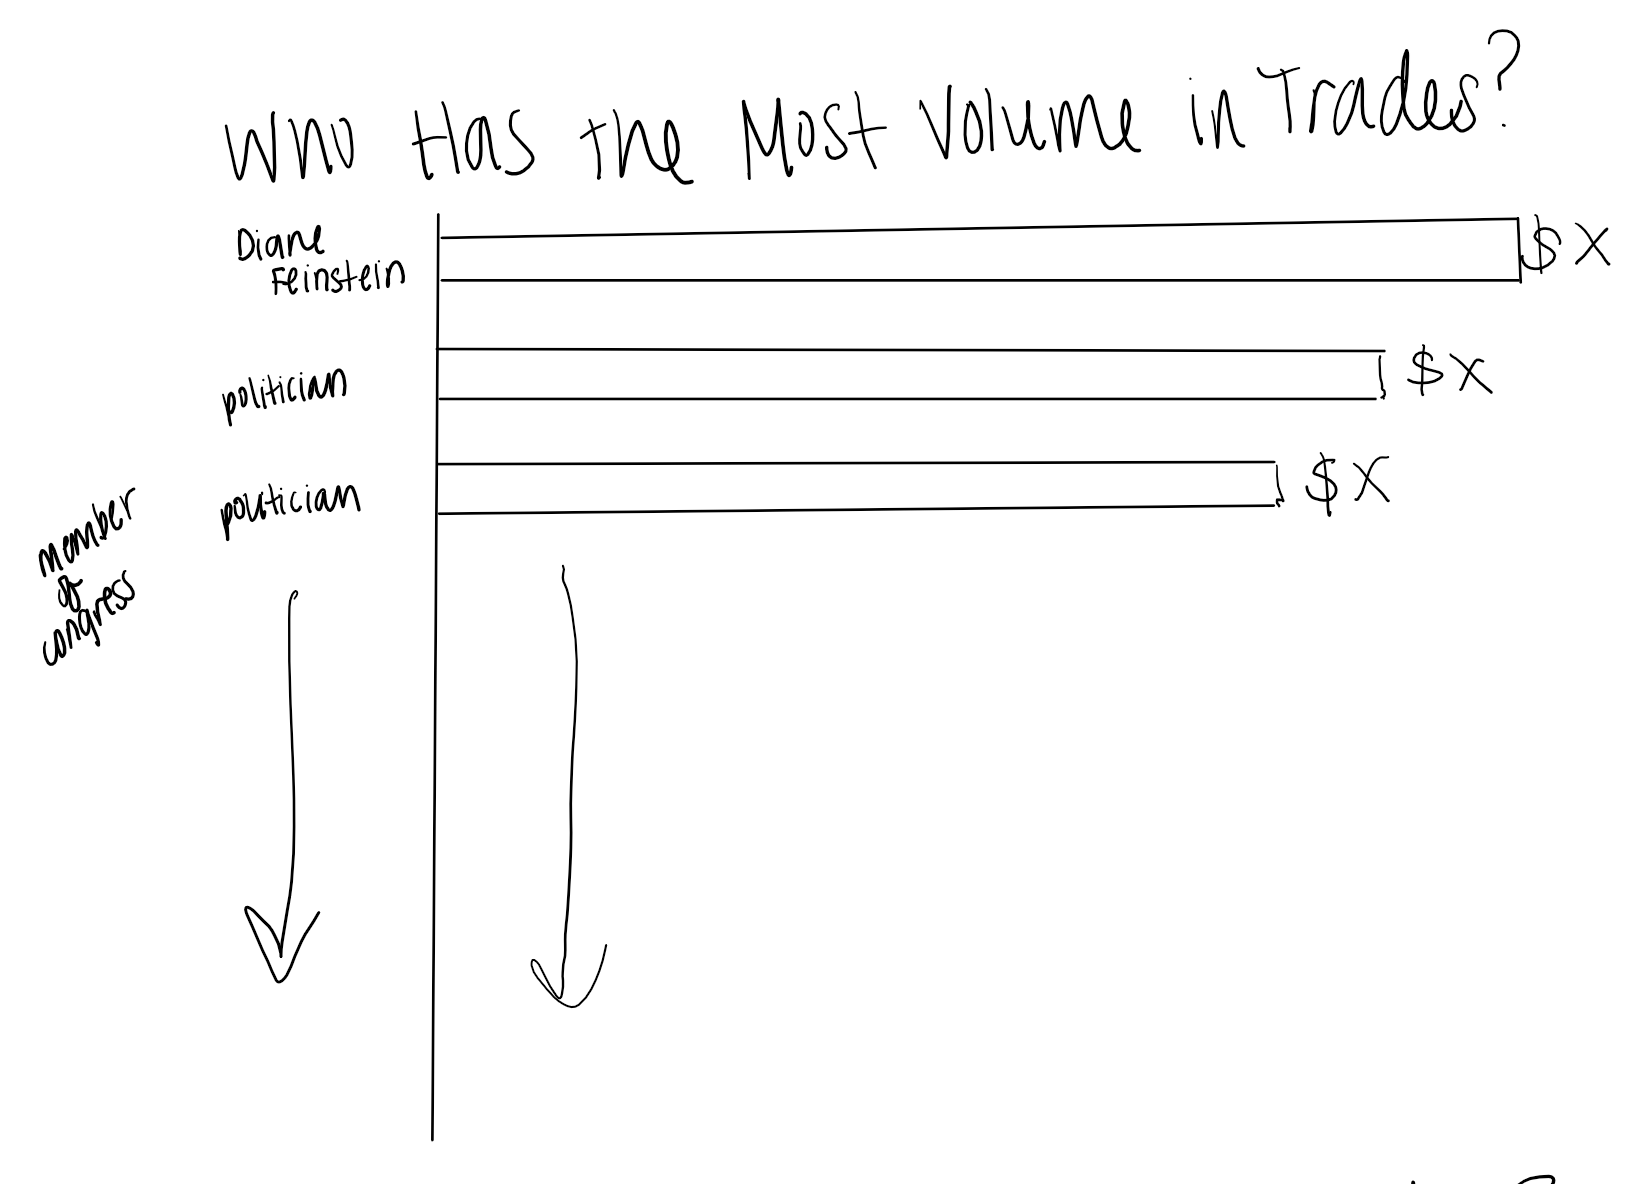 Who Has the Most Volume in Trades?
Diane
Feinstein
$ X
politician
$ X
politician
$ X
member
of
congress